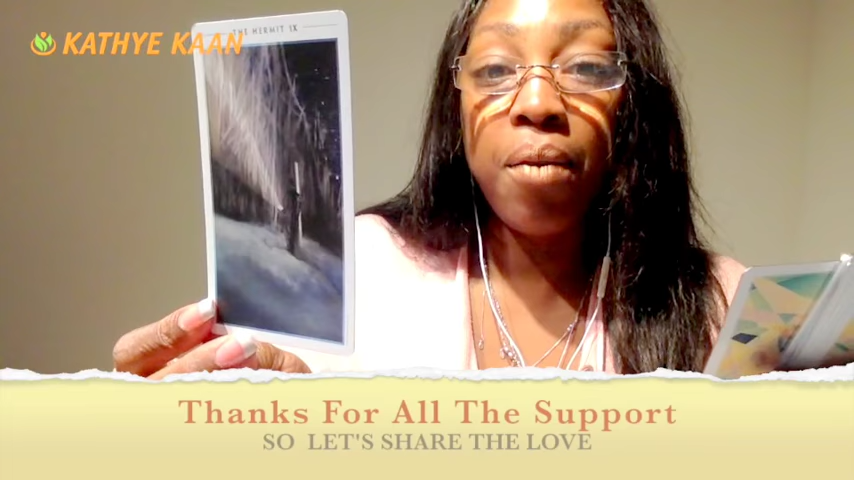 KATHYE KAAN
THE HERMIT IX
Thanks For All The Support
SO LET'S SHARE THE LOVE